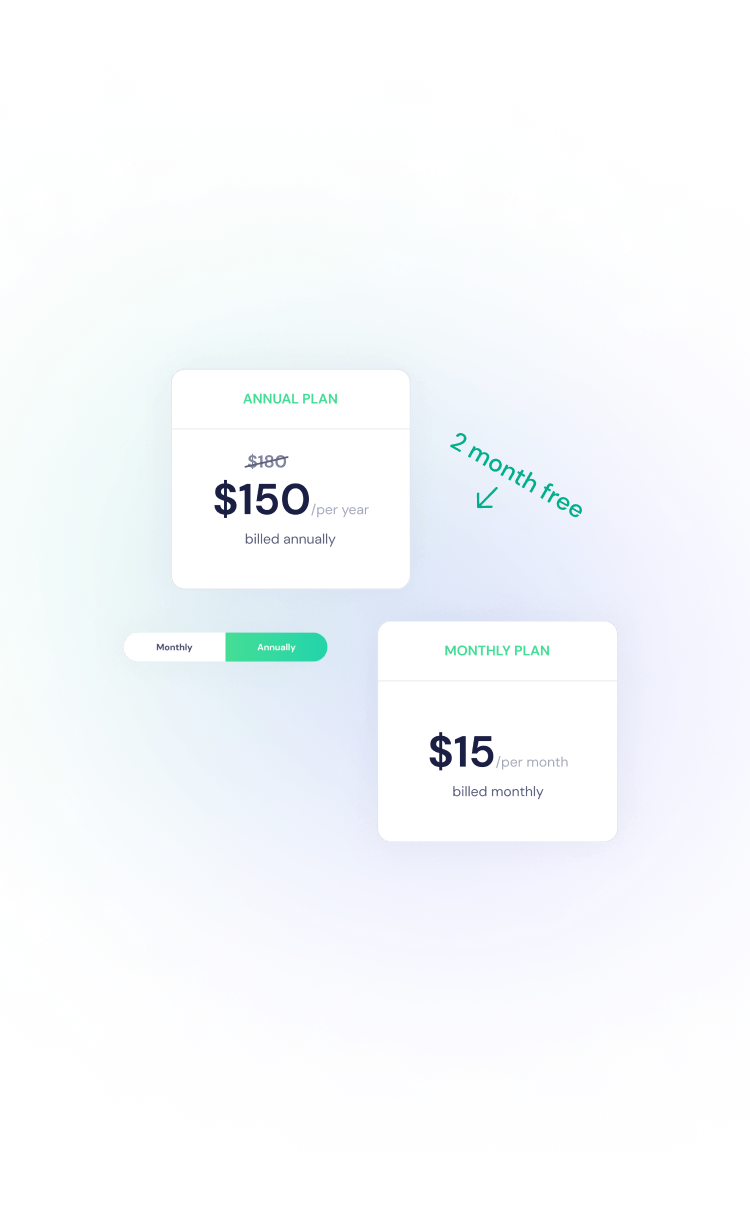 ANNUAL PLAN
$180
$150/per year
billed annually
2 month free
Monthly
Annually
MONTHLY PLAN
$15/per month
billed monthly